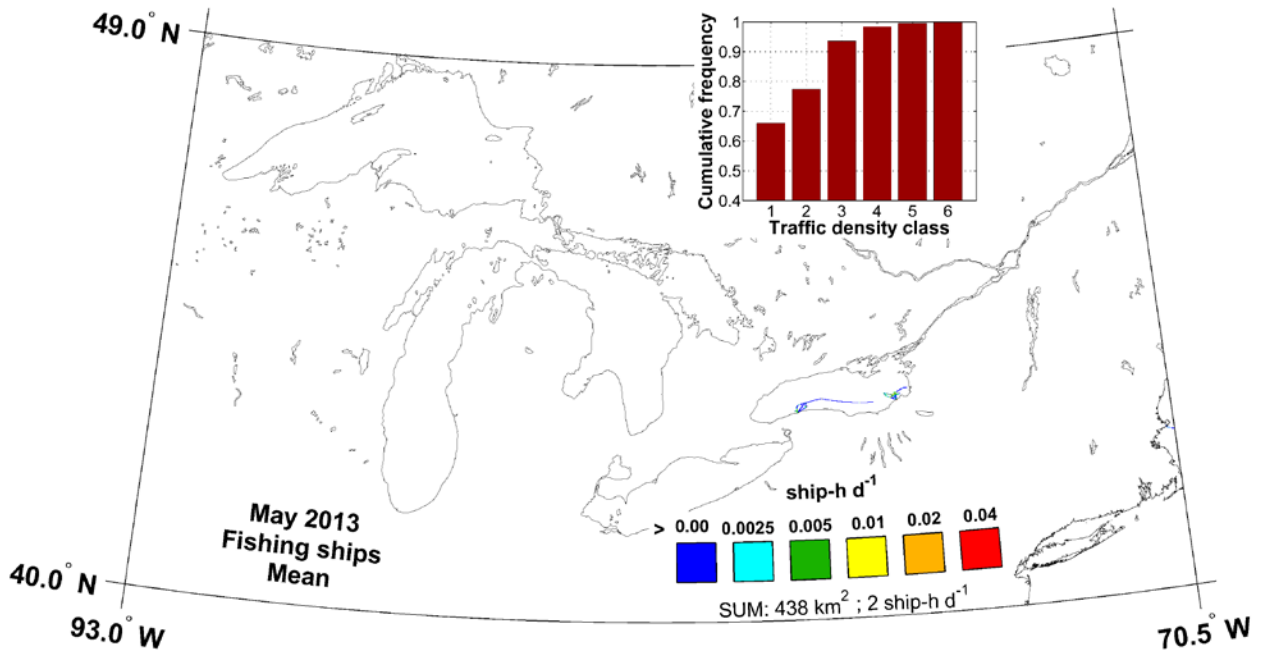 49.0° N
1
0.9
0.8
0.7
0.6
0.5
0.4
Cumulative frequency
1 2 3 4 5 6
Traffic density class
May 2013
Fishing ships
Mean
ship-h d⁻¹
> 0.00 0.0025 0.005 0.01 0.02 0.04
SUM: 438 km² ; 2 ship-h d⁻¹
40.0° N
93.0° W
70.5° W